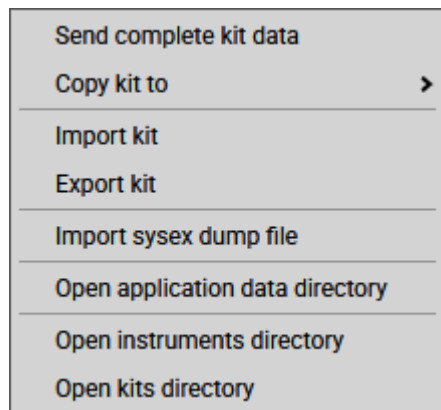 Send complete kit data
Copy kit to
Import kit
Export kit
Import sysex dump file
Open application data directory
Open instruments directory
Open kits directory